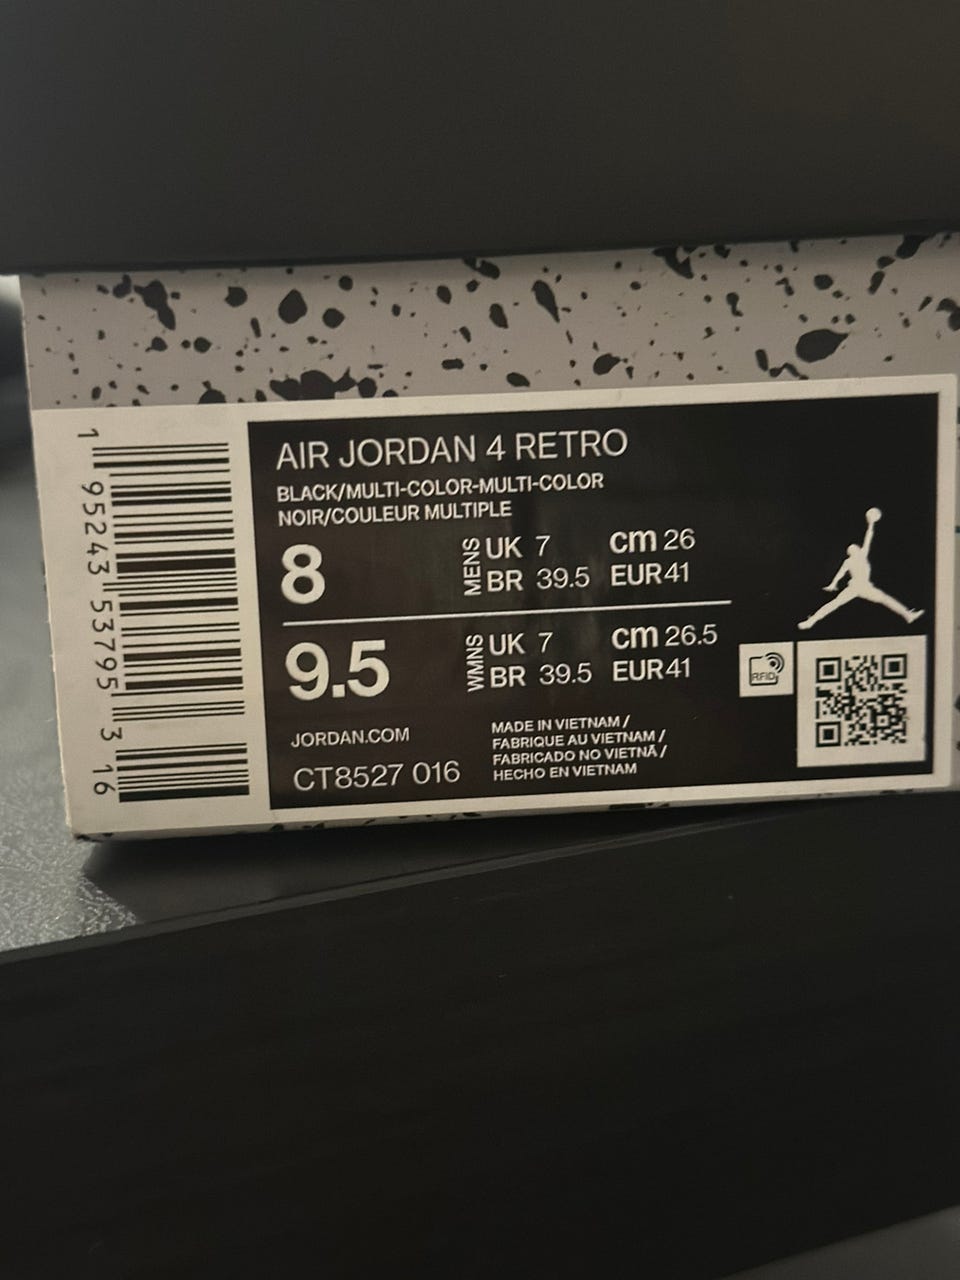 AIR JORDAN 4 RETRO
BLACK/MULTI-COLOR-MULTI-COLOR
NOIR/COULEUR MULTIPLE
8 MENS UK 7 cm 26
BR 39.5 EUR 41
9.5 WMNS UK 7 cm 26.5
BR 39.5 EUR 41
RFID
JORDAN.COM
CT8527 016
MADE IN VIETNAM /
FABRIQUE AU VIETNAM /
FABRICADO NO VIETNÃ /
HECHO EN VIETNAM
1 95243 53795 3 16